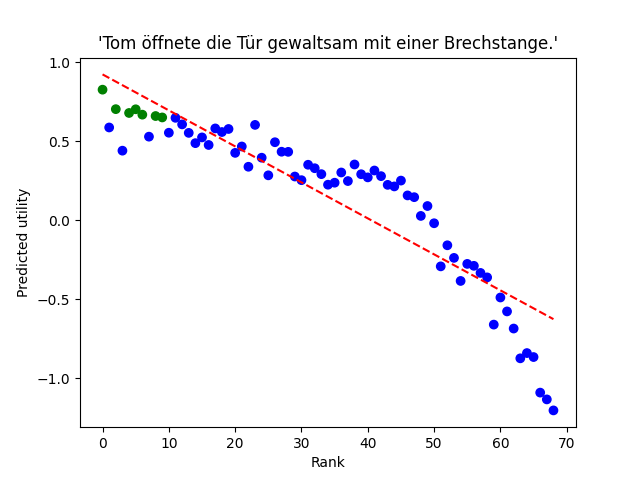 'Tom öffnete die Tür gewaltsam mit einer Brechstange.'
1.0
0.5
0.0
−0.5
−1.0
Predicted utility
0 10 20 30 40 50 60 70
Rank